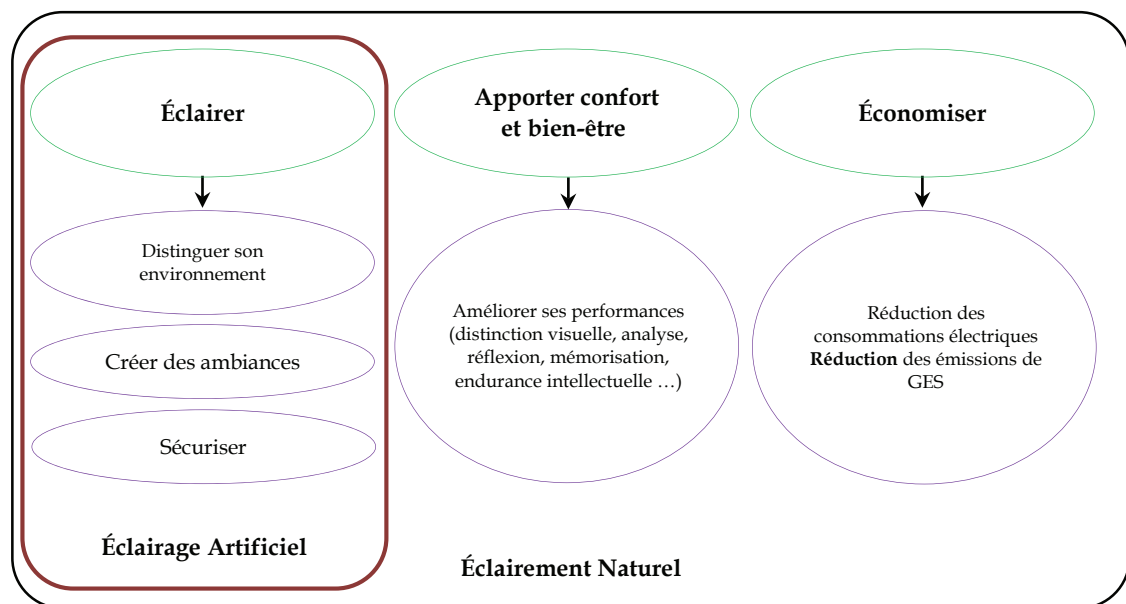 Éclairer
Distinguer son
environnement
Créer des ambiances
Sécuriser
Éclairage Artificiel
Apporter confort
et bien-être
Améliorer ses performances
(distinction visuelle, analyse,
réflexion, mémorisation,
endurance intellectuelle …)
Économiser
Réduction des
consommations électriques
Réduction des émissions de
GES
Éclairement Naturel